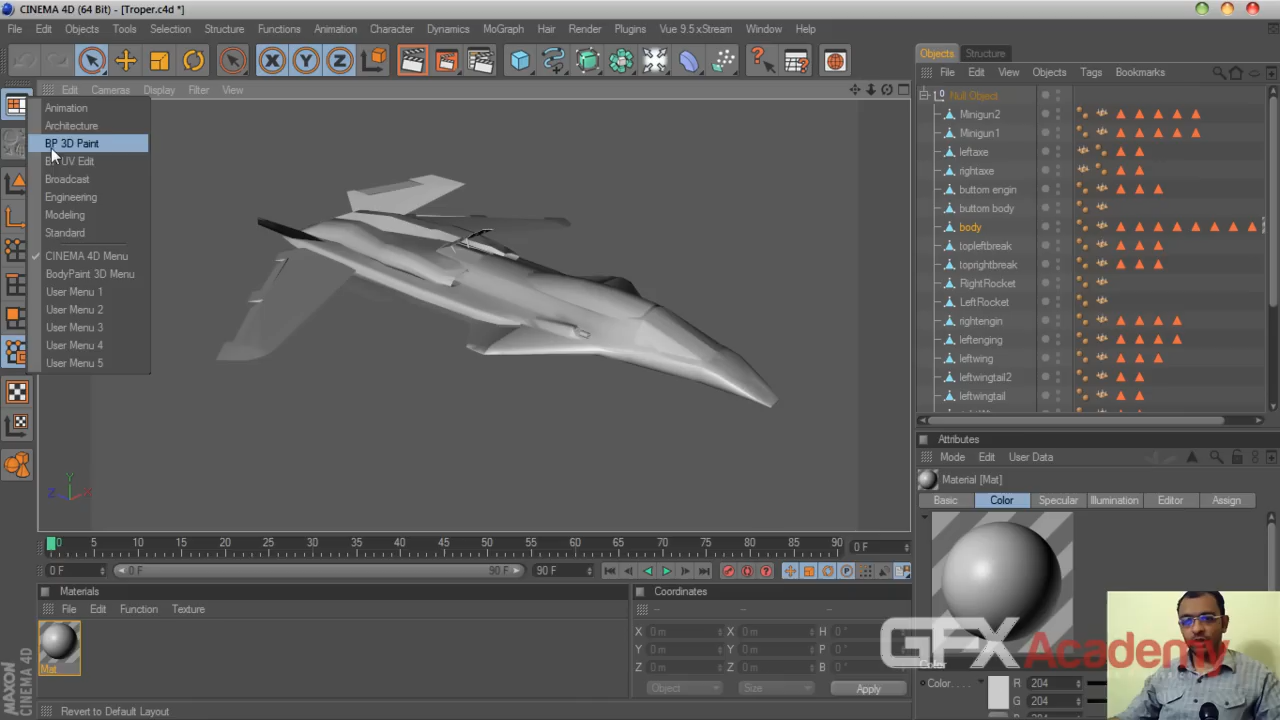 CINEMA 4D (64 Bit) - [Troper.c4d *]
File Edit Objects Tools Selection Structure Functions Animation Character Dynamics MoGraph Hair Render Plugins Vue 9.5 xStream Window Help
Objects Structure
File Edit View Objects Tags Bookmarks
Edit Cameras Display Filter View
Animation
Architecture
BP 3D Paint
UV Edit
Broadcast
Engineering
Modeling
Standard
CINEMA 4D Menu
BodyPaint 3D Menu
User Menu 1
User Menu 2
User Menu 3
User Menu 4
User Menu 5
Null Object
Minigun2
Minigun1
leftaxe
rightaxe
buttom engin
buttom body
body
topleftbreak
toprightbreak
RightRocket
LeftRocket
rightengin
leftenging
leftwing
leftwingtail2
leftwingtail
Attributes
Mode Edit User Data
Material [Mat]
Basic Color Specular Illumination Editor Assign
Y
Z X
0 5 10 15 20 25 30 35 40 45 50 55 60 65 70 75 80 85 90 0 F
0 F 0 F 90 F 90 F
Materials
File Edit Function Texture
Mat
Coordinates
-- -- --
X 0 m X 0 m H 0 °
Y 0 m Y 0 m P 0 °
Z 0 m Z 0 m B 0 °
Object Size Apply
GFXAcademy
Color
Color . . . . R 204
G 204
MAXON
CINEMA 4D
Revert to Default Layout